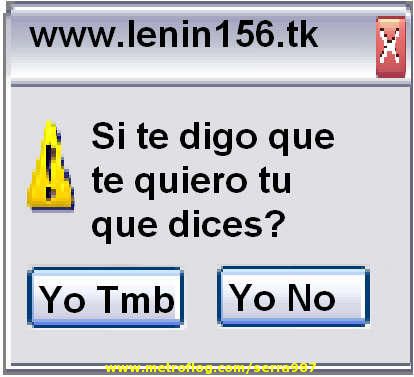 www.lenin156.tk
X
Si te digo que
te quiero tu
que dices?
Yo Tmb
Yo No
www.metroflog.com/serra987